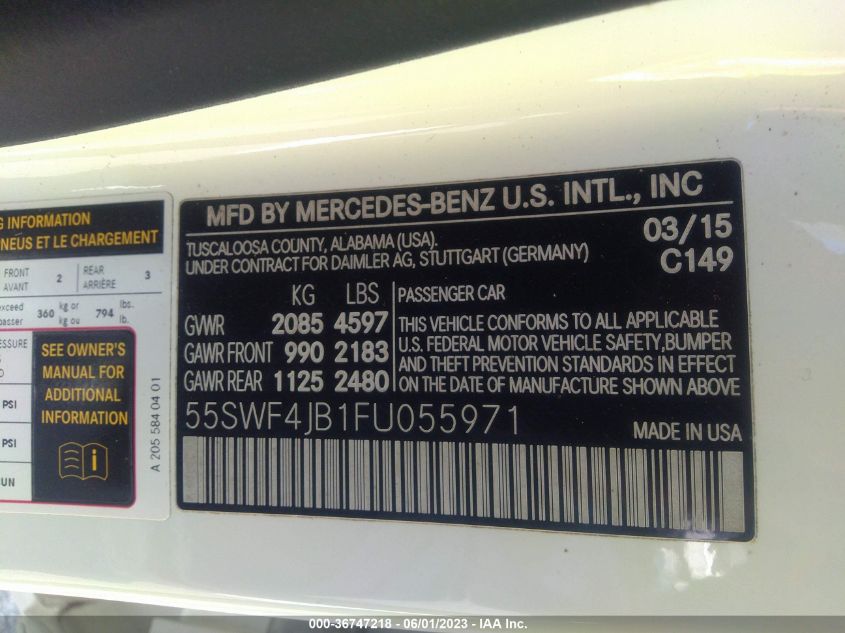 G INFORMATION
PNEUS ET LE CHARGEMENT
FRONT 2 REAR 3
AVANT ARRIÈRE
exceed 360 kg or 794 lbs.
passer kg ou lb.
SEE OWNER'S
MANUAL FOR
ADDITIONAL
INFORMATION
PSI
PSI
A 205 584 04 01
MFD BY MERCEDES-BENZ U.S. INTL., INC
TUSCALOOSA COUNTY, ALABAMA (USA). 03/15
UNDER CONTRACT FOR DAIMLER AG, STUTTGART (GERMANY) C149
KG LBS PASSENGER CAR
GVWR 2085 4597
GAWR FRONT 990 2183
GAWR REAR 1125 2480
THIS VEHICLE CONFORMS TO ALL APPLICABLE
U.S. FEDERAL MOTOR VEHICLE SAFETY,BUMPER
AND THEFT PREVENTION STANDARDS IN EFFECT
ON THE DATE OF MANUFACTURE SHOWN ABOVE
55SWF4JB1FU055971 MADE IN USA
000-36747218 - 06/01/2023 - IAA Inc.